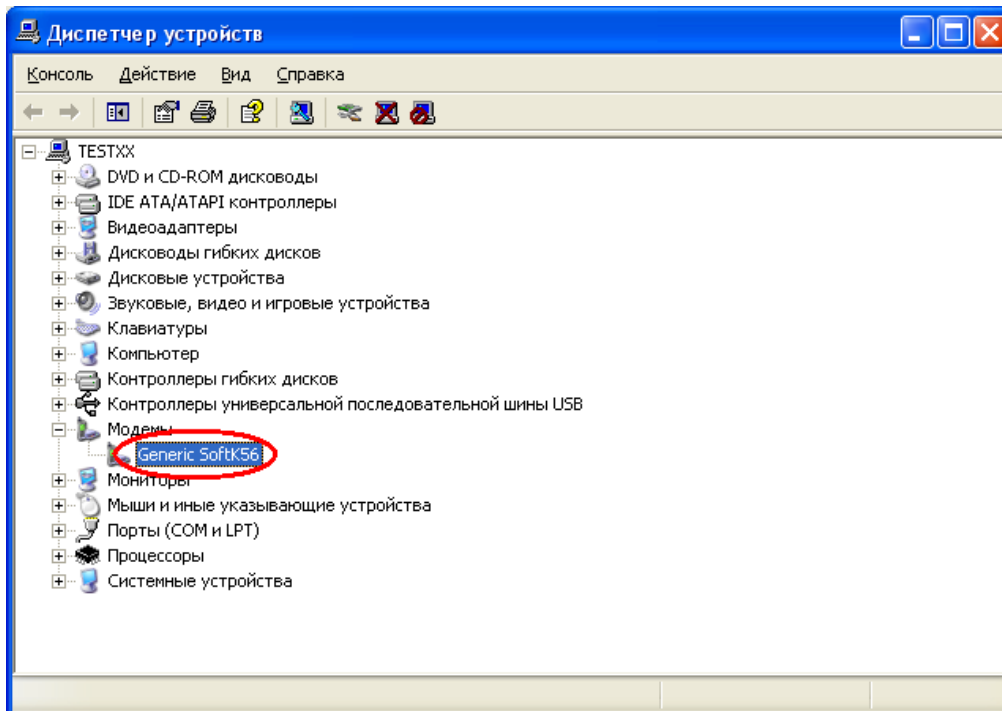 Диспетчер устройств
Консоль Действие Вид Справка
TESTXX
DVD и CD-ROM дисководы
IDE ATA/ATAPI контроллеры
Видеоадаптеры
Дисководы гибких дисков
Дисковые устройства
Звуковые, видео и игровые устройства
Клавиатуры
Компьютер
Контроллеры гибких дисков
Контроллеры универсальной последовательной шины USB
Модемы
Generic SoftK56
Мониторы
Мыши и иные указывающие устройства
Порты (COM и LPT)
Процессоры
Системные устройства